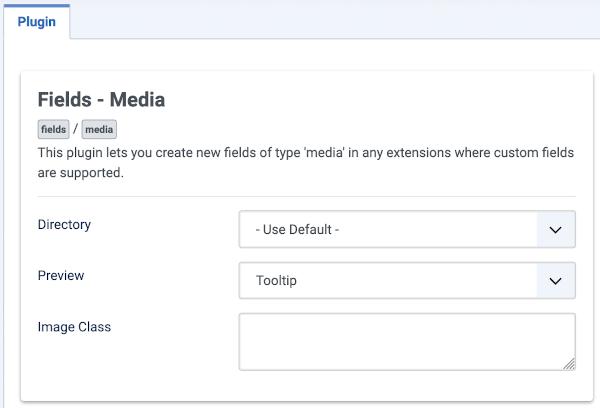 Plugin
Fields - Media
fields / media
This plugin lets you create new fields of type 'media' in any extensions where custom fields
are supported.
Directory
- Use Default -
Preview
Tooltip
Image Class